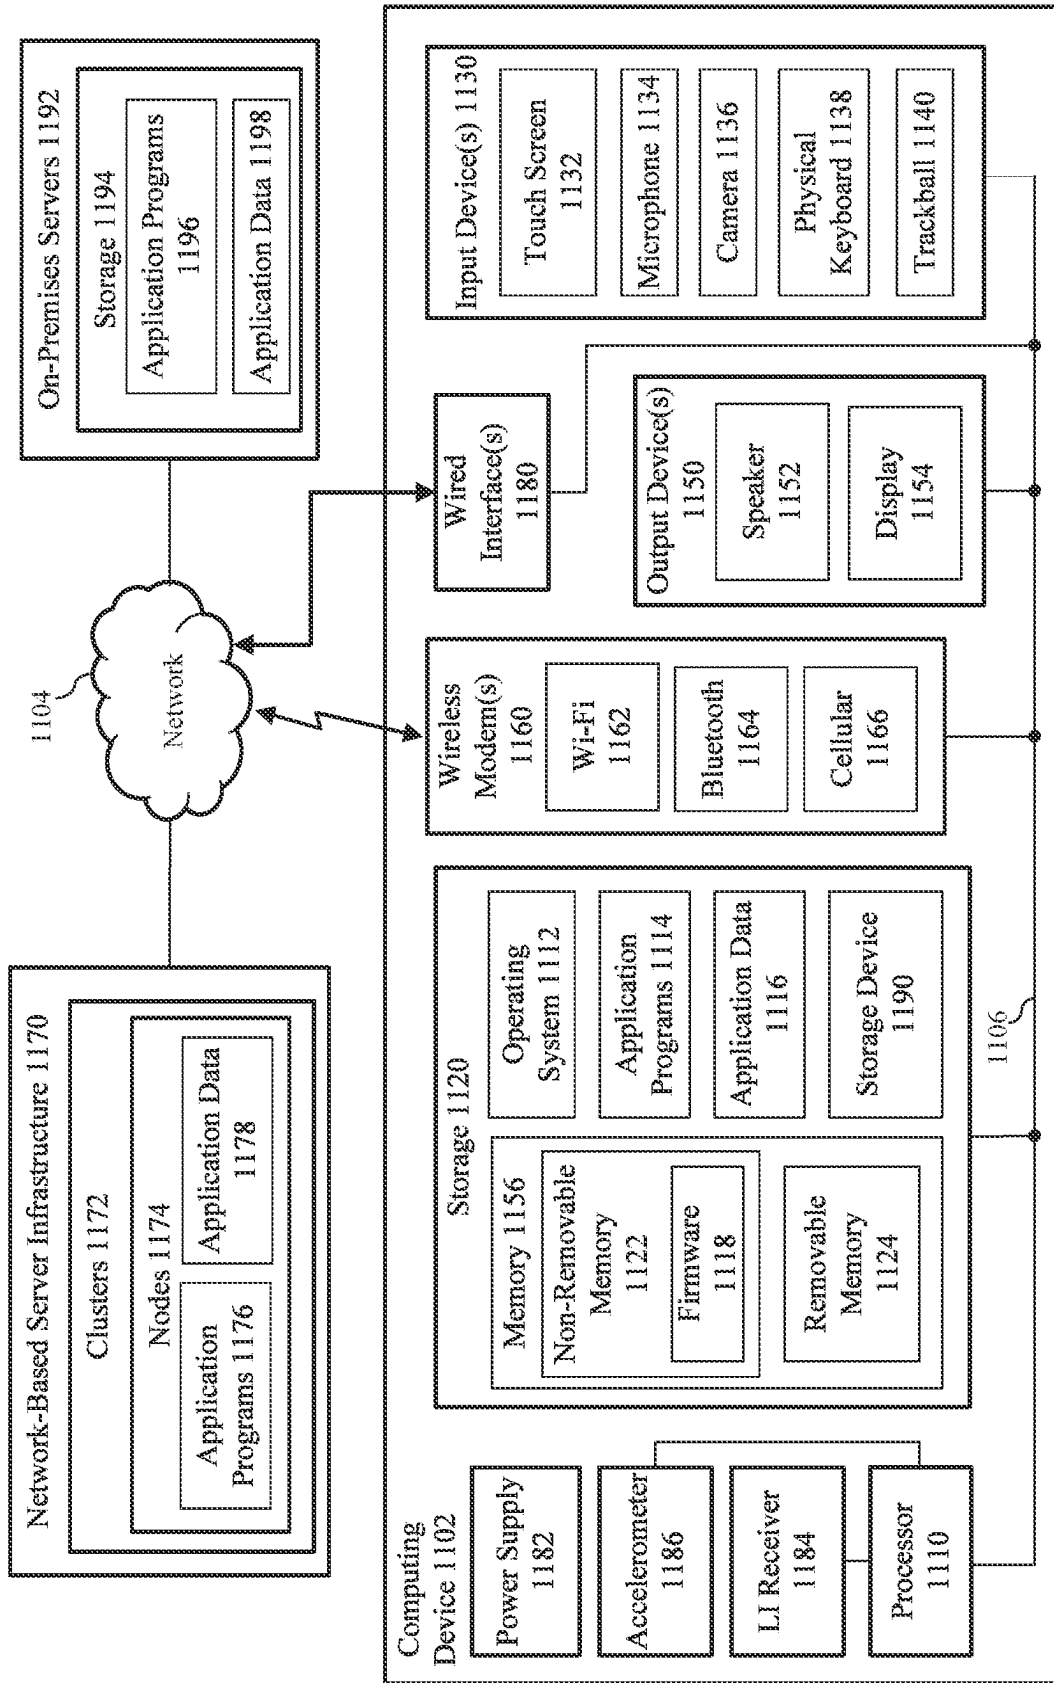 Network-Based Server Infrastructure 1170
Clusters 1172
Nodes 1174
Application
Programs 1176
Application Data
1178
1104
Network
On-Premises Servers 1192
Storage 1194
Application Programs
1196
Application Data 1198
Computing
Device 1102
Power Supply
1182
Accelerometer
1186
LI Receiver
1184
Processor
1110
Storage 1120
Memory 1156
Non-Removable
Memory
1122
Firmware
1118
Removable
Memory
1124
Operating
System 1112
Application
Programs 1114
Application Data
1116
Storage Device
1190
1106
Wireless
Modem(s)
1160
Wi-Fi
1162
Bluetooth
1164
Cellular
1166
Wired
Interface(s)
1180
Output Device(s)
1150
Speaker
1152
Display
1154
Input Device(s) 1130
Touch Screen
1132
Microphone 1134
Camera 1136
Physical
Keyboard 1138
Trackball 1140